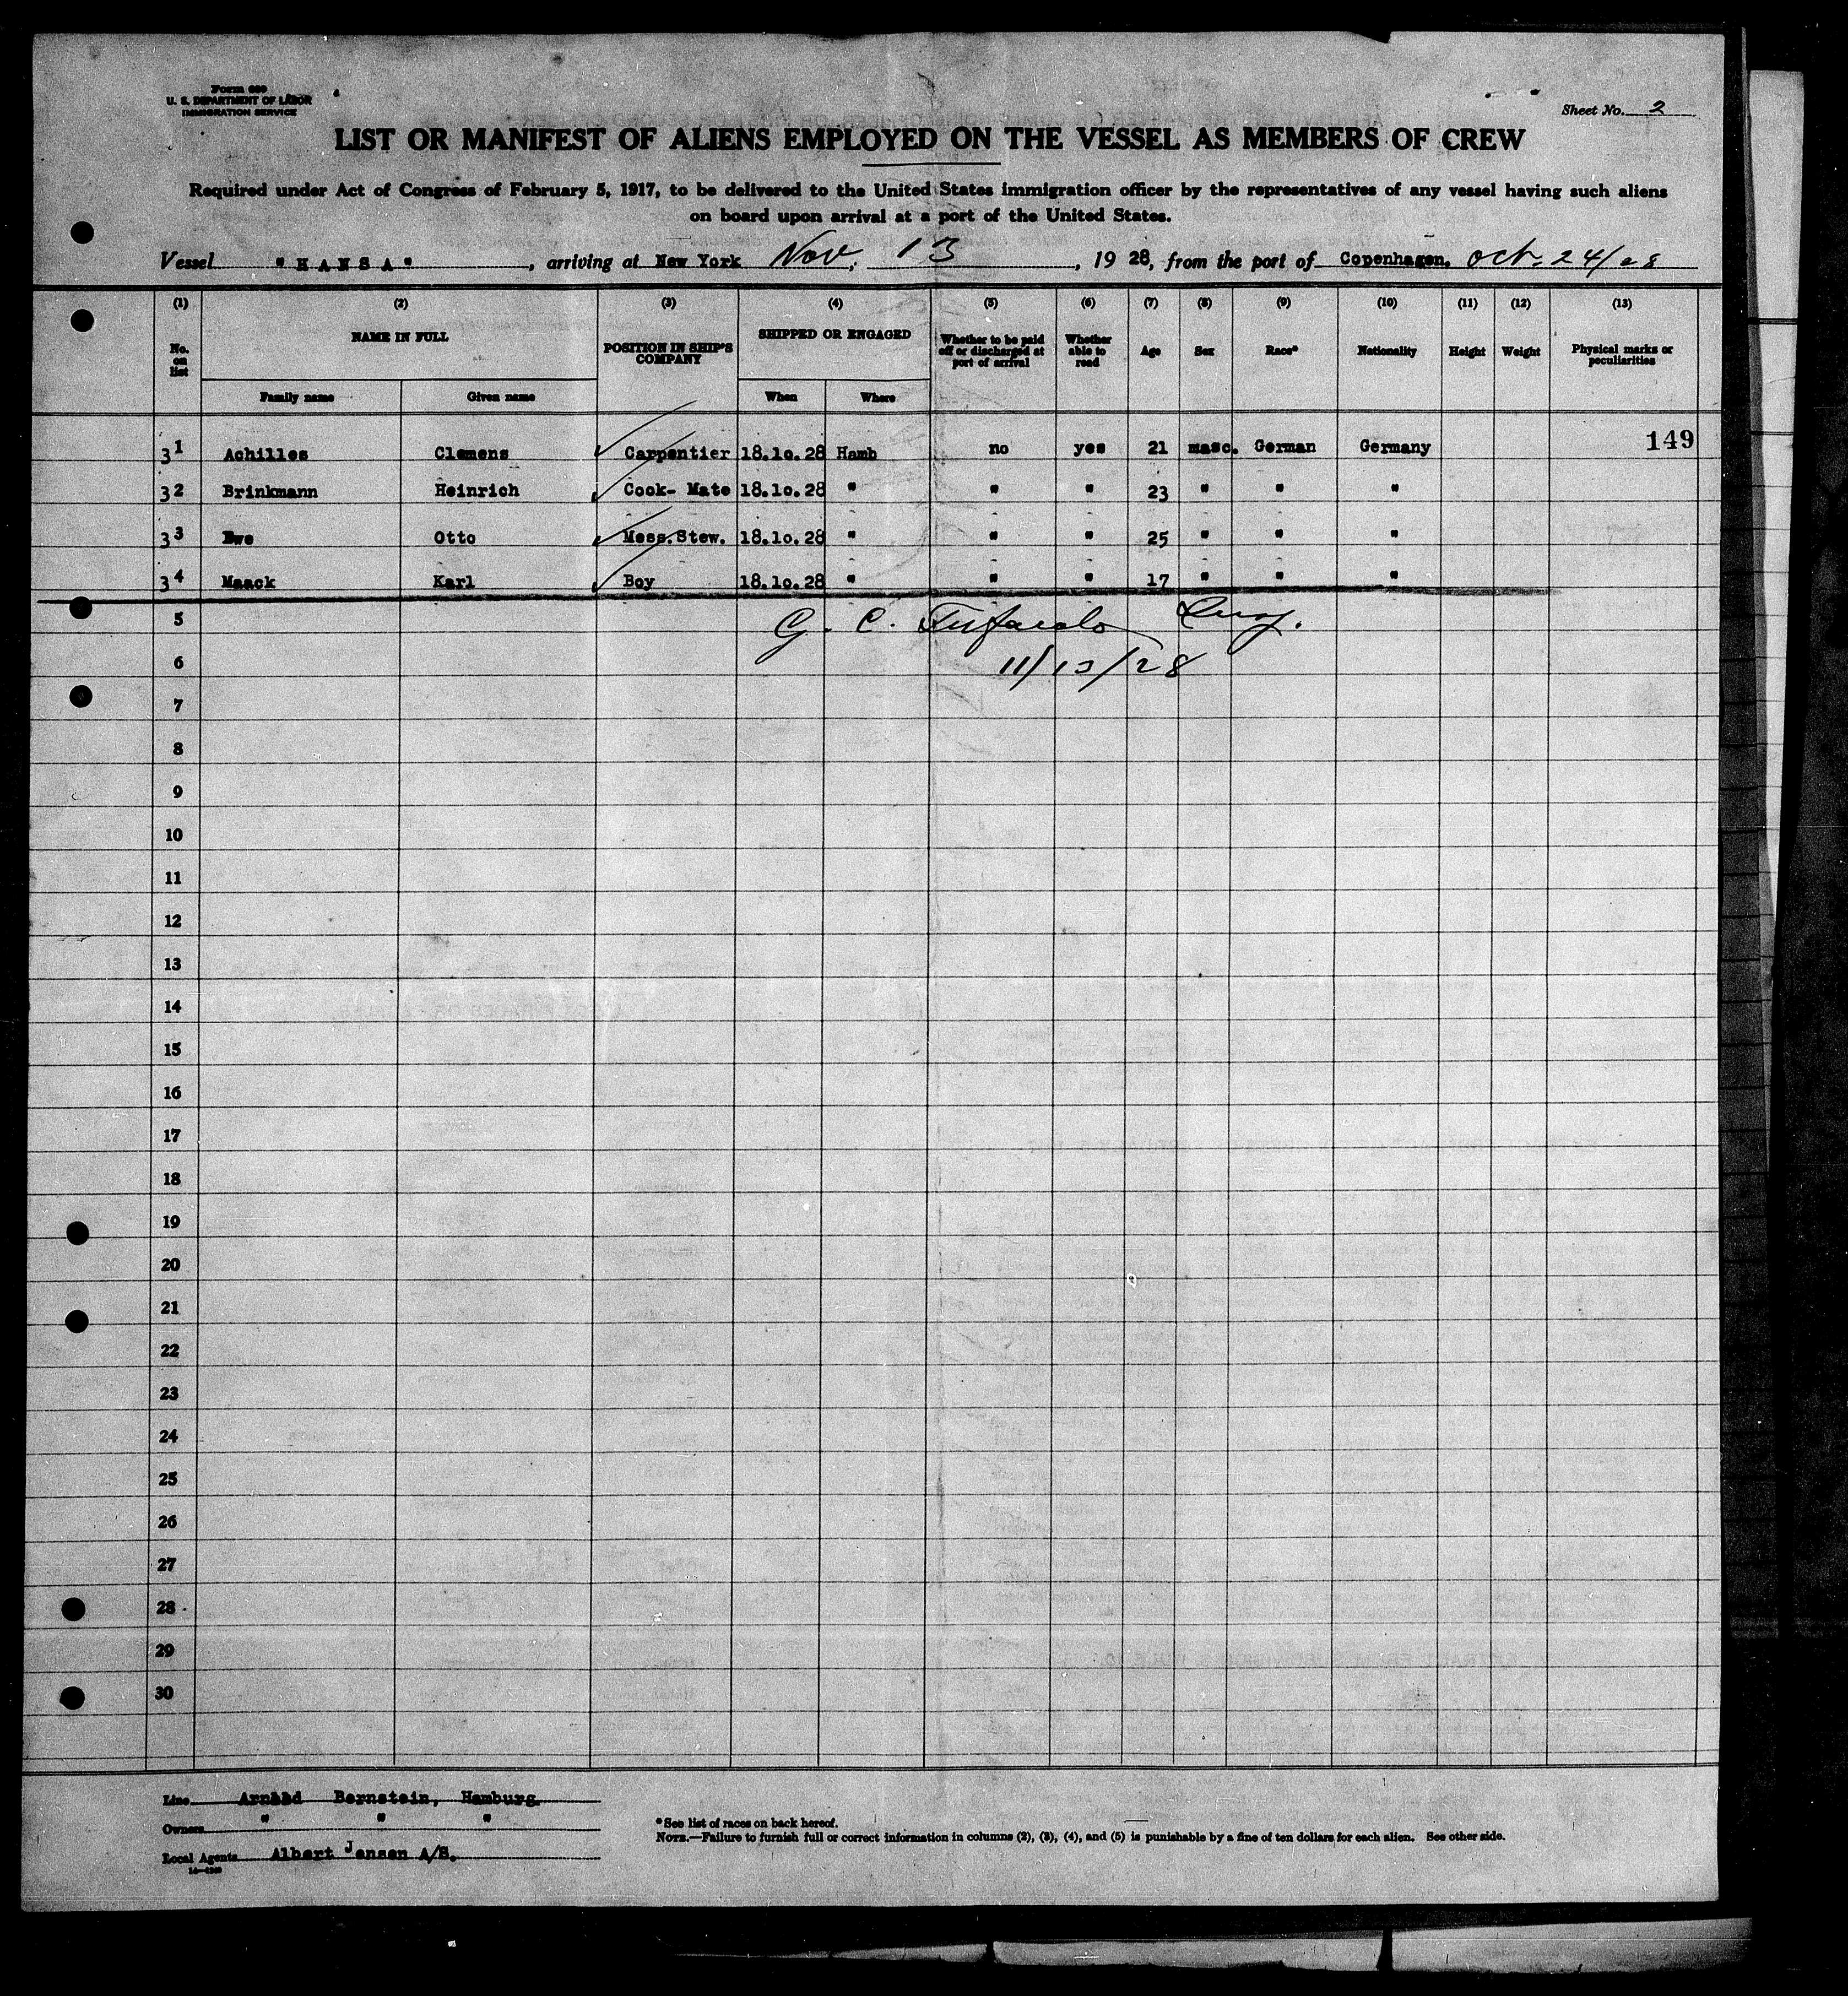 Form 680
U. S. DEPARTMENT OF LABOR
IMMIGRATION SERVICE
Sheet No. 2
LIST OR MANIFEST OF ALIENS EMPLOYED ON THE VESSEL AS MEMBERS OF CREW
Required under Act of Congress of February 5, 1917, to be delivered to the United States immigration officer by the representatives of any vessel having such aliens
on board upon arrival at a port of the United States.
Vessel "HANSA", arriving at New York Nov. 13, 1928, from the port of Copenhagen, Oct. 24/28
(1) (2) (3) (4) (5) (6) (7) (8) (9) (10) (11) (12) (13)
No. on list NAME IN FULL POSITION IN SHIP'S COMPANY SHIPPED OR ENGAGED Whether to be paid off or discharged at port of arrival Whether able to read Age Sex Race* Nationality Height Weight Physical marks or peculiarities
Family name Given name When Where
31 Achilles Clemens Carpentier 18.10.28 Hamb no yes 21 masc. German Germany 149
32 Brinkmann Heinrich Cook- Mate 18.10.28 " " " 23 " " "
33 Ewe Otto Mess.Stew. 18.10.28 " " " 25 " " "
34 Maack Karl Boy 18.10.28 " " " 17 " " "
5 G. C.
6 11/13/28
7
8
9
10
11
12
13
14
15
16
17
18
19
20
21
22
23
24
25
26
27
28
29
30
Line Arnold Bernstein, Hamburg
Owners " " "
Local Agents Albert Jensen A/S.
*See list of races on back hereof.
NOTE.—Failure to furnish full or correct information in columns (2), (3), (4), and (5) is punishable by a fine of ten dollars for each alien. See other side.